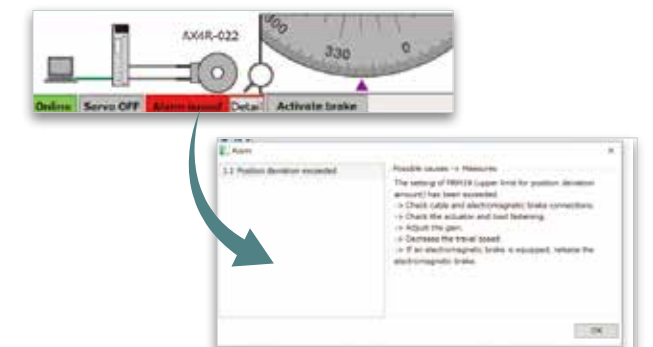 AX4R-022
300
330
0
Online Servo OFF Alarm issued Detail Activate brake
Alarm
1.1 Position deviation exceeded
Possible causes -> Measures
The setting of PRM19 (upper limit for position deviation
amount) has been exceeded.
-> Check cable and electromagnetic brake connections.
-> Check the actuator and load fastening.
-> Adjust the gain.
-> Decrease the travel speed
-> If an electromagnetic brake is equipped, release the
electromagnetic brake.
OK